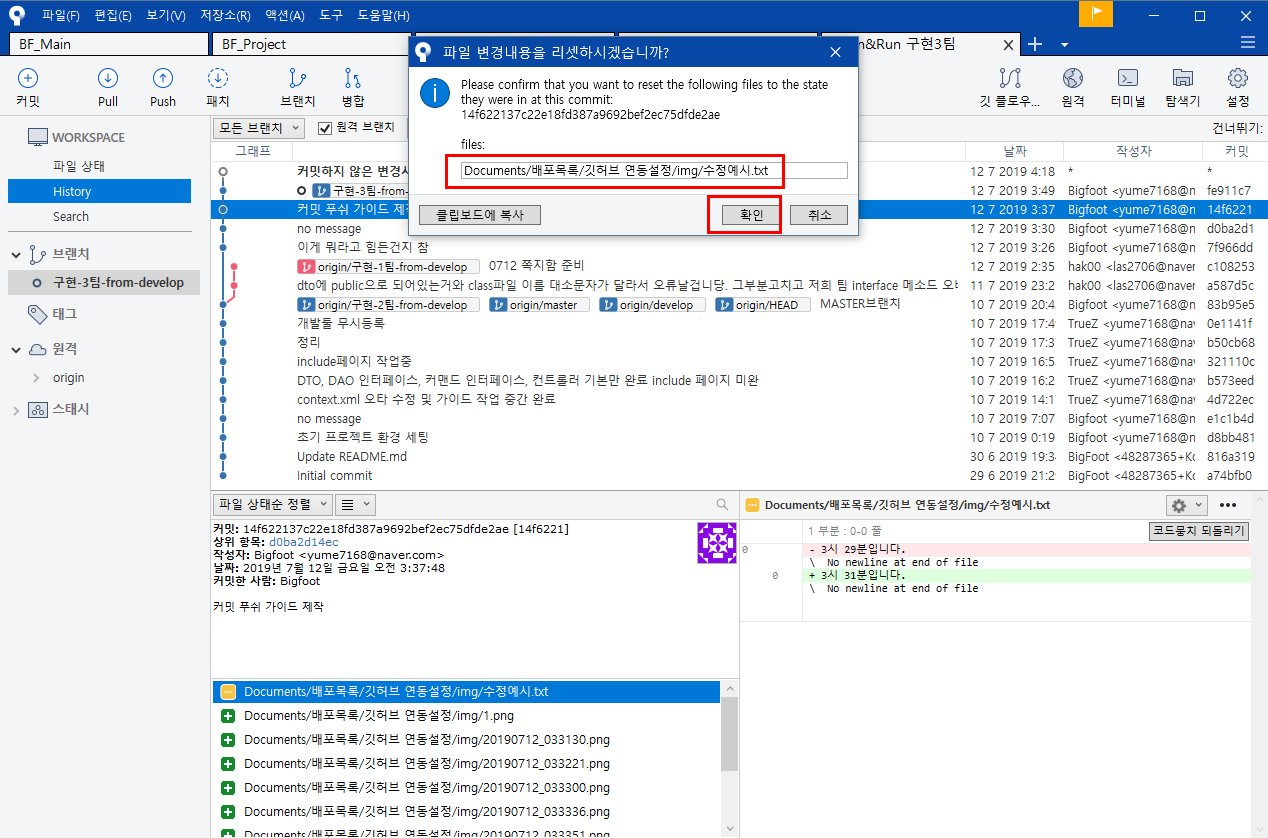 파일(F) 편집(E) 보기(V) 저장소(R) 액션(A) 도구 도움말(H)
BF_Main
BF_Project
n&Run 구현3팀
커밋 Pull Push 패치 브랜치 병합
깃 플로우... 원격 터미널 탐색기 설정
파일 변경내용을 리셋하시겠습니까?
Please confirm that you want to reset the following files to the state
they were in at this commit:
14f622137c22e18fd387a9692bef2ec75dfde2ae
files:
Documents/배포목록/깃허브 연동설정/img/수정예시.txt
클립보드에 복사 확인 취소
WORKSPACE
파일 상태
History
Search
브랜치
구현-3팀-from-develop
태그
원격
origin
스태시
모든 브랜치 원격 브랜치 건너뛰기:
그래프 날짜 작성자 커밋
커밋하지 않은 변경사 12 7 2019 4:18 * *
구현-3팀-from- 12 7 2019 3:49 Bigfoot <yume7168@n fe911c7
커밋 푸쉬 가이드 제작 12 7 2019 3:37 Bigfoot <yume7168@n 14f6221
no message 12 7 2019 3:30 Bigfoot <yume7168@n d0ba2d1
이게 뭐라고 힘든건지 참 12 7 2019 3:26 Bigfoot <yume7168@n 7f966dd
origin/구현-1팀-from-develop 0712 쪽지함 준비 12 7 2019 2:35 hak00 <las2706@naver c108253
dto에 public으로 되어있는거와 class파일 이름 대소문자가 달라서 오류날겁니다. 그부분고치고 저희 팀 interface 메소드 오버 11 7 2019 23:2 hak00 <las2706@naver a587d5c
origin/구현-2팀-from-develop origin/master origin/develop origin/HEAD MASTER브랜치 10 7 2019 20:4 Bigfoot <yume7168@n 83b95e5
개발툴 무시등록 10 7 2019 17:4 TrueZ <yume7168@nav 0e1141f
정리 10 7 2019 17:3 TrueZ <yume7168@nav b50cb68
include페이지 작업중 10 7 2019 16:5 TrueZ <yume7168@nav 321110c
DTO, DAO 인터페이스, 커맨드 인터페이스, 컨트롤러 기본만 완료 include 페이지 미완 10 7 2019 16:2 TrueZ <yume7168@nav b573eed
context.xml 오타 수정 및 가이드 작업 중간 완료 10 7 2019 14:1 TrueZ <yume7168@nav 4d722ec
no message 10 7 2019 7:07 Bigfoot <yume7168@n e1c1b4d
초기 프로젝트 환경 세팅 10 7 2019 0:19 Bigfoot <yume7168@n d8bb481
Update README.md 30 6 2019 19:3 BigFoot <48287365+Ko 816a319
Initial commit 29 6 2019 21:2 BigFoot <48287365+Ko a74bfb0
파일 상태순 정렬
커밋: 14f622137c22e18fd387a9692bef2ec75dfde2ae [14f6221]
상위 항목: d0ba2d14ec
작성자: Bigfoot <yume7168@naver.com>
날짜: 2019년 7월 12일 금요일 오전 3:37:48
커밋한 사람: Bigfoot
커밋 푸쉬 가이드 제작
Documents/배포목록/깃허브 연동설정/img/수정예시.txt
Documents/배포목록/깃허브 연동설정/img/1.png
Documents/배포목록/깃허브 연동설정/img/20190712_033130.png
Documents/배포목록/깃허브 연동설정/img/20190712_033221.png
Documents/배포목록/깃허브 연동설정/img/20190712_033300.png
Documents/배포목록/깃허브 연동설정/img/20190712_033336.png
Documents/배포목록/깃허브 연동설정/img/20190712_033351.png
Documents/배포목록/깃허브 연동설정/img/수정예시.txt
1 부분 : 0-0 줄 코드뭉치 되돌리기
0 - 3시 29분입니다.
\ No newline at end of file
0 + 3시 31분입니다.
\ No newline at end of file